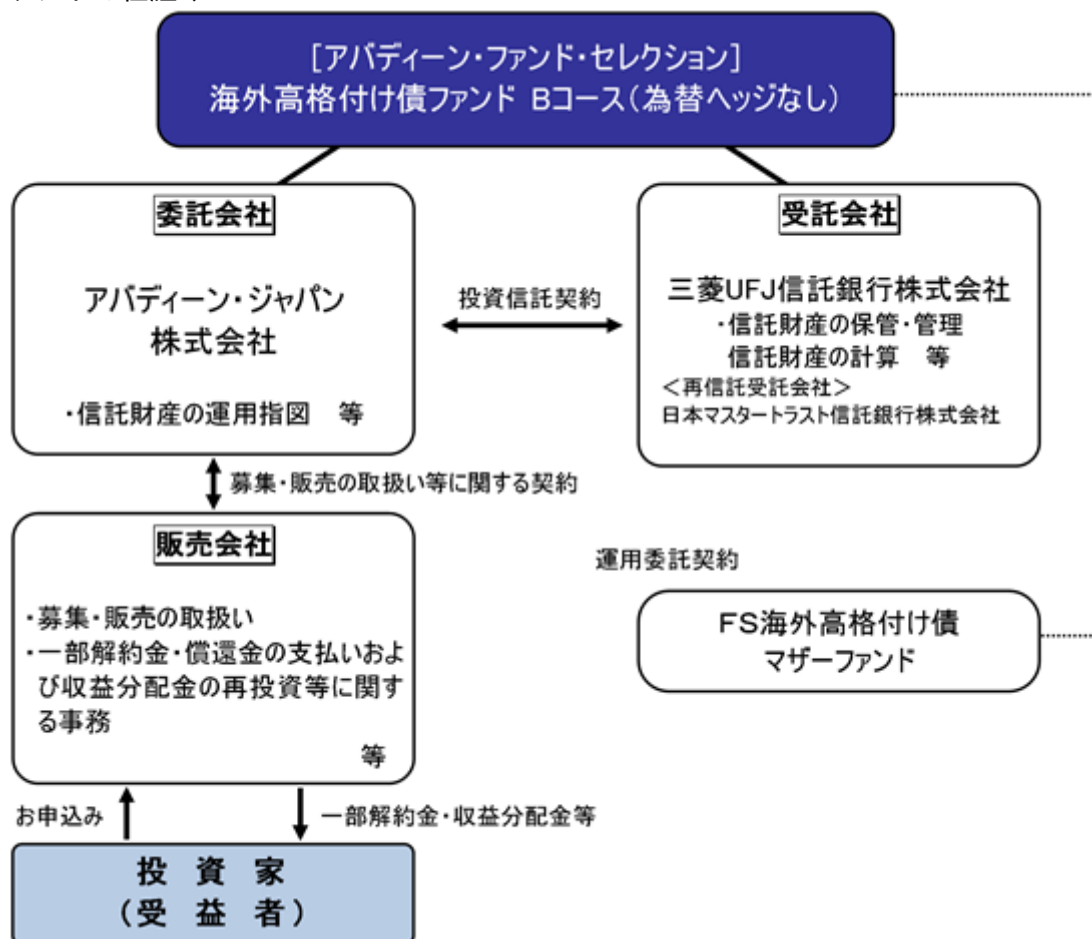 [アバディーン・ファンド・セレクション]
海外高格付け債ファンド Bコース(為替ヘッジなし)
委託会社
アバディーン・ジャパン
株式会社
・信託財産の運用指図 等
投資信託契約
受託会社
三菱UFJ信託銀行株式会社
・信託財産の保管・管理
信託財産の計算 等
<再信託受託会社>
日本マスタートラスト信託銀行株式会社
募集・販売の取扱い等に関する契約
販売会社
・募集・販売の取扱い
・一部解約金・償還金の支払いおよ
び収益分配金の再投資等に関す
る事務
等
運用委託契約
FS海外高格付け債
マザーファンド
お申込み
一部解約金・収益分配金等
投 資 家
(受 益 者)